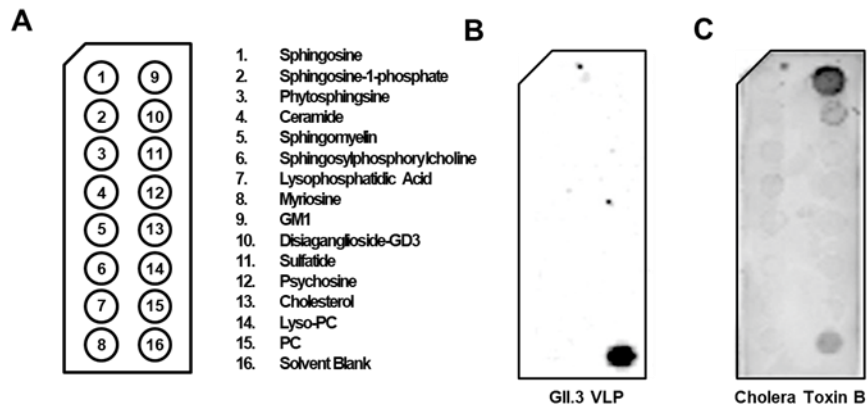 A
1
9
2
10
3
11
4
12
5
13
6
14
7
15
8
16
1. Sphingosine
2. Sphingosine-1-phosphate
3. Phytosphingsine
4. Ceramide
5. Sphingomyelin
6. Sphingosylphosphorylcholine
7. Lysophosphatidic Acid
8. Myriosine
9. GM1
10. Disiaganglioside-GD3
11. Sulfatide
12. Psychosine
13. Cholesterol
14. Lyso-PC
15. PC
16. Solvent Blank
B
GII.3 VLP
C
Cholera Toxin B